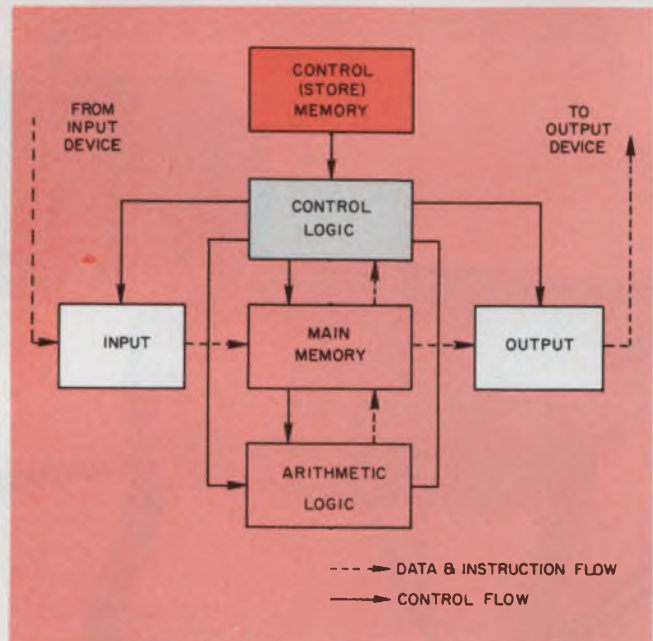 CONTROL
(STORE)
MEMORY
FROM
INPUT
DEVICE
TO
OUTPUT
DEVICE
CONTROL
LOGIC
INPUT
MAIN
MEMORY
OUTPUT
ARITHMETIC
LOGIC
DATA & INSTRUCTION FLOW
CONTROL FLOW